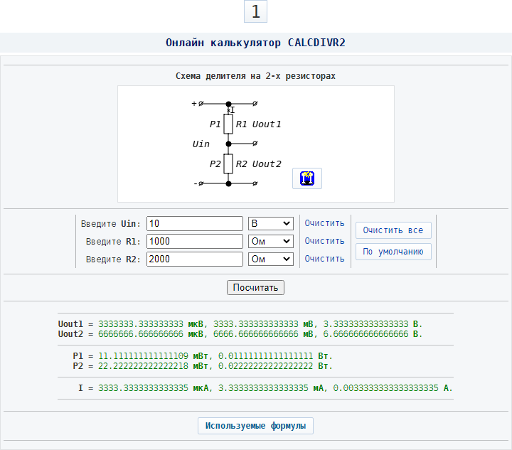 1
Онлайн калькулятор CALCDIVR2
Схема делителя на 2-х резисторах
+
I
P1 R1 Uout1
Uin
P2 R2 Uout2
-
Введите Uin: 10 В Очистить
Введите R1: 1000 Ом Очистить
Введите R2: 2000 Ом Очистить
Очистить все
По умолчанию
Посчитать
Uout1 = 3333333.333333333 мкВ, 3333.333333333333 мВ, 3.333333333333333 В.
Uout2 = 6666666.666666666 мкВ, 6666.666666666666 мВ, 6.666666666666666 В.
P1 = 11.111111111111109 мВт, 0.01111111111111111 Вт.
P2 = 22.222222222222218 мВт, 0.02222222222222222 Вт.
I = 3333.3333333333335 мкА, 3.3333333333333335 мА, 0.0033333333333333335 А.
Используемые формулы